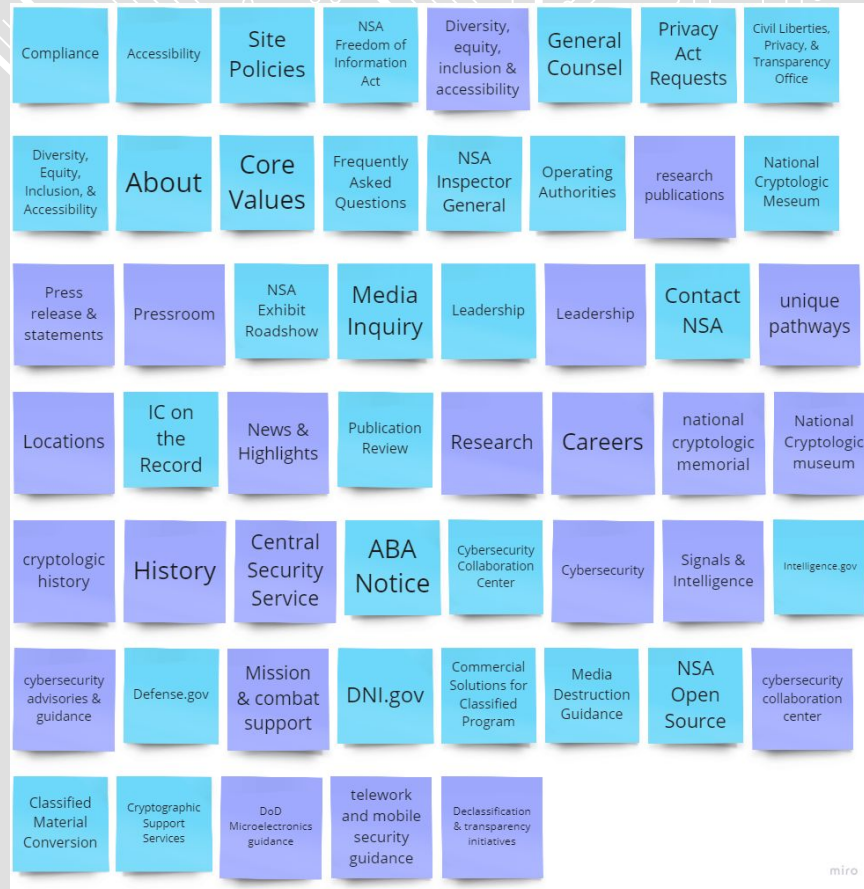 Compliance
Accessibility
Site
Policies
NSA
Freedom of
Information
Act
Diversity,
equity,
inclusion &
accessibility
General
Counsel
Privacy
Act
Requests
Civil Liberties,
Privacy, &
Transparency
Office
Diversity,
Equity,
Inclusion, &
Accessibility
About
Core
Values
Frequently
Asked
Questions
NSA
Inspector
General
Operating
Authorities
research
publications
National
Cryptologic
Meseum
Press
release &
statements
Pressroom
NSA
Exhibit
Roadshow
Media
Inquiry
Leadership
Leadership
Contact
NSA
unique
pathways
Locations
IC on
the
Record
News &
Highlights
Publication
Review
Research
Careers
national
cryptologic
memorial
National
Cryptologic
museum
cryptologic
history
History
Central
Security
Service
ABA
Notice
Cybersecurity
Collaboration
Center
Cybersecurity
Signals &
Intelligence
Intelligence.gov
cybersecurity
advisories &
guidance
Defense.gov
Mission
& combat
support
DNI.gov
Commercial
Solutions for
Classified
Program
Media
Destruction
Guidance
NSA
Open
Source
cybersecurity
collaboration
center
Classified
Material
Conversion
Cryptographic
Support
Services
DoD
Microelectronics
guidance
telework
and mobile
security
guidance
Declassification
& transparency
initiatives
miro